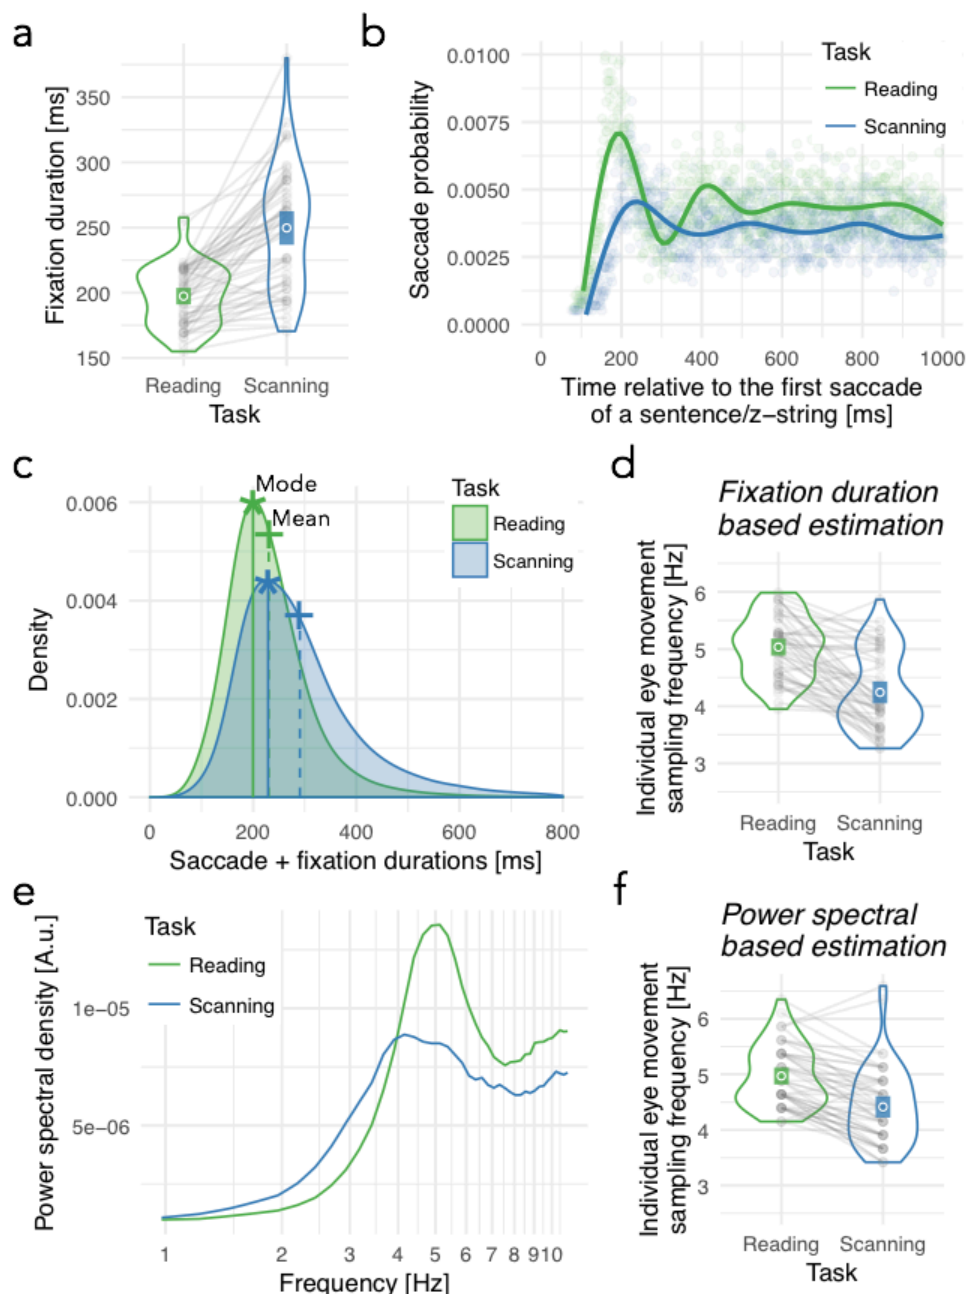 a
Fixation duration [ms]
350
300
250
200
150
Reading Scanning
Task
b
Saccade probability
0.0100
0.0075
0.0050
0.0025
0.0000
Task
Reading
Scanning
0 200 400 600 800 1000
Time relative to the first saccade
of a sentence/z−string [ms]
c
Density
0.006
0.004
0.002
0.000
Mode
Mean
Task
Reading
Scanning
0 200 400 600 800
Saccade + fixation durations [ms]
d
Fixation duration
based estimation
Individual eye movement
sampling frequency [Hz]
6
5
4
3
Reading Scanning
Task
e
Power spectral density [A.u.]
Task
Reading
Scanning
1e−05
5e−06
1 2 3 4 5 6 7 8 9 10
Frequency [Hz]
f
Power spectral
based estimation
Individual eye movement
sampling frequency [Hz]
6
5
4
3
Reading Scanning
Task